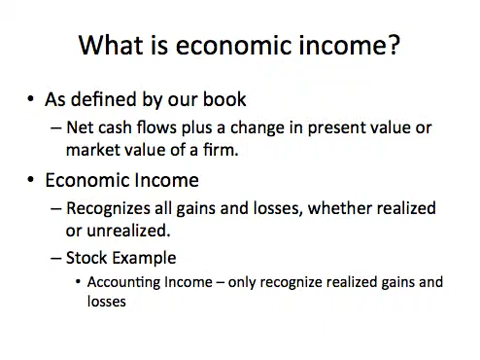 What is economic income?
• As defined by our book
– Net cash flows plus a change in present value or
market value of a firm.
• Economic Income
– Recognizes all gains and losses, whether realized
or unrealized.
– Stock Example
• Accounting Income – only recognize realized gains and
losses